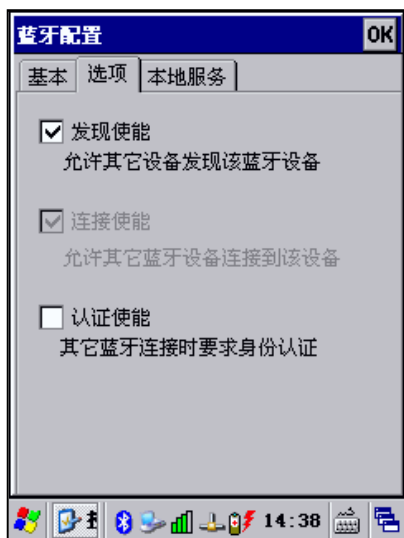 蓝牙配置
OK
基本 选项 本地服务
发现使能
允许其它设备发现该蓝牙设备
连接使能
允许其它蓝牙设备连接到该设备
认证使能
其它蓝牙连接时要求身份认证
14:38